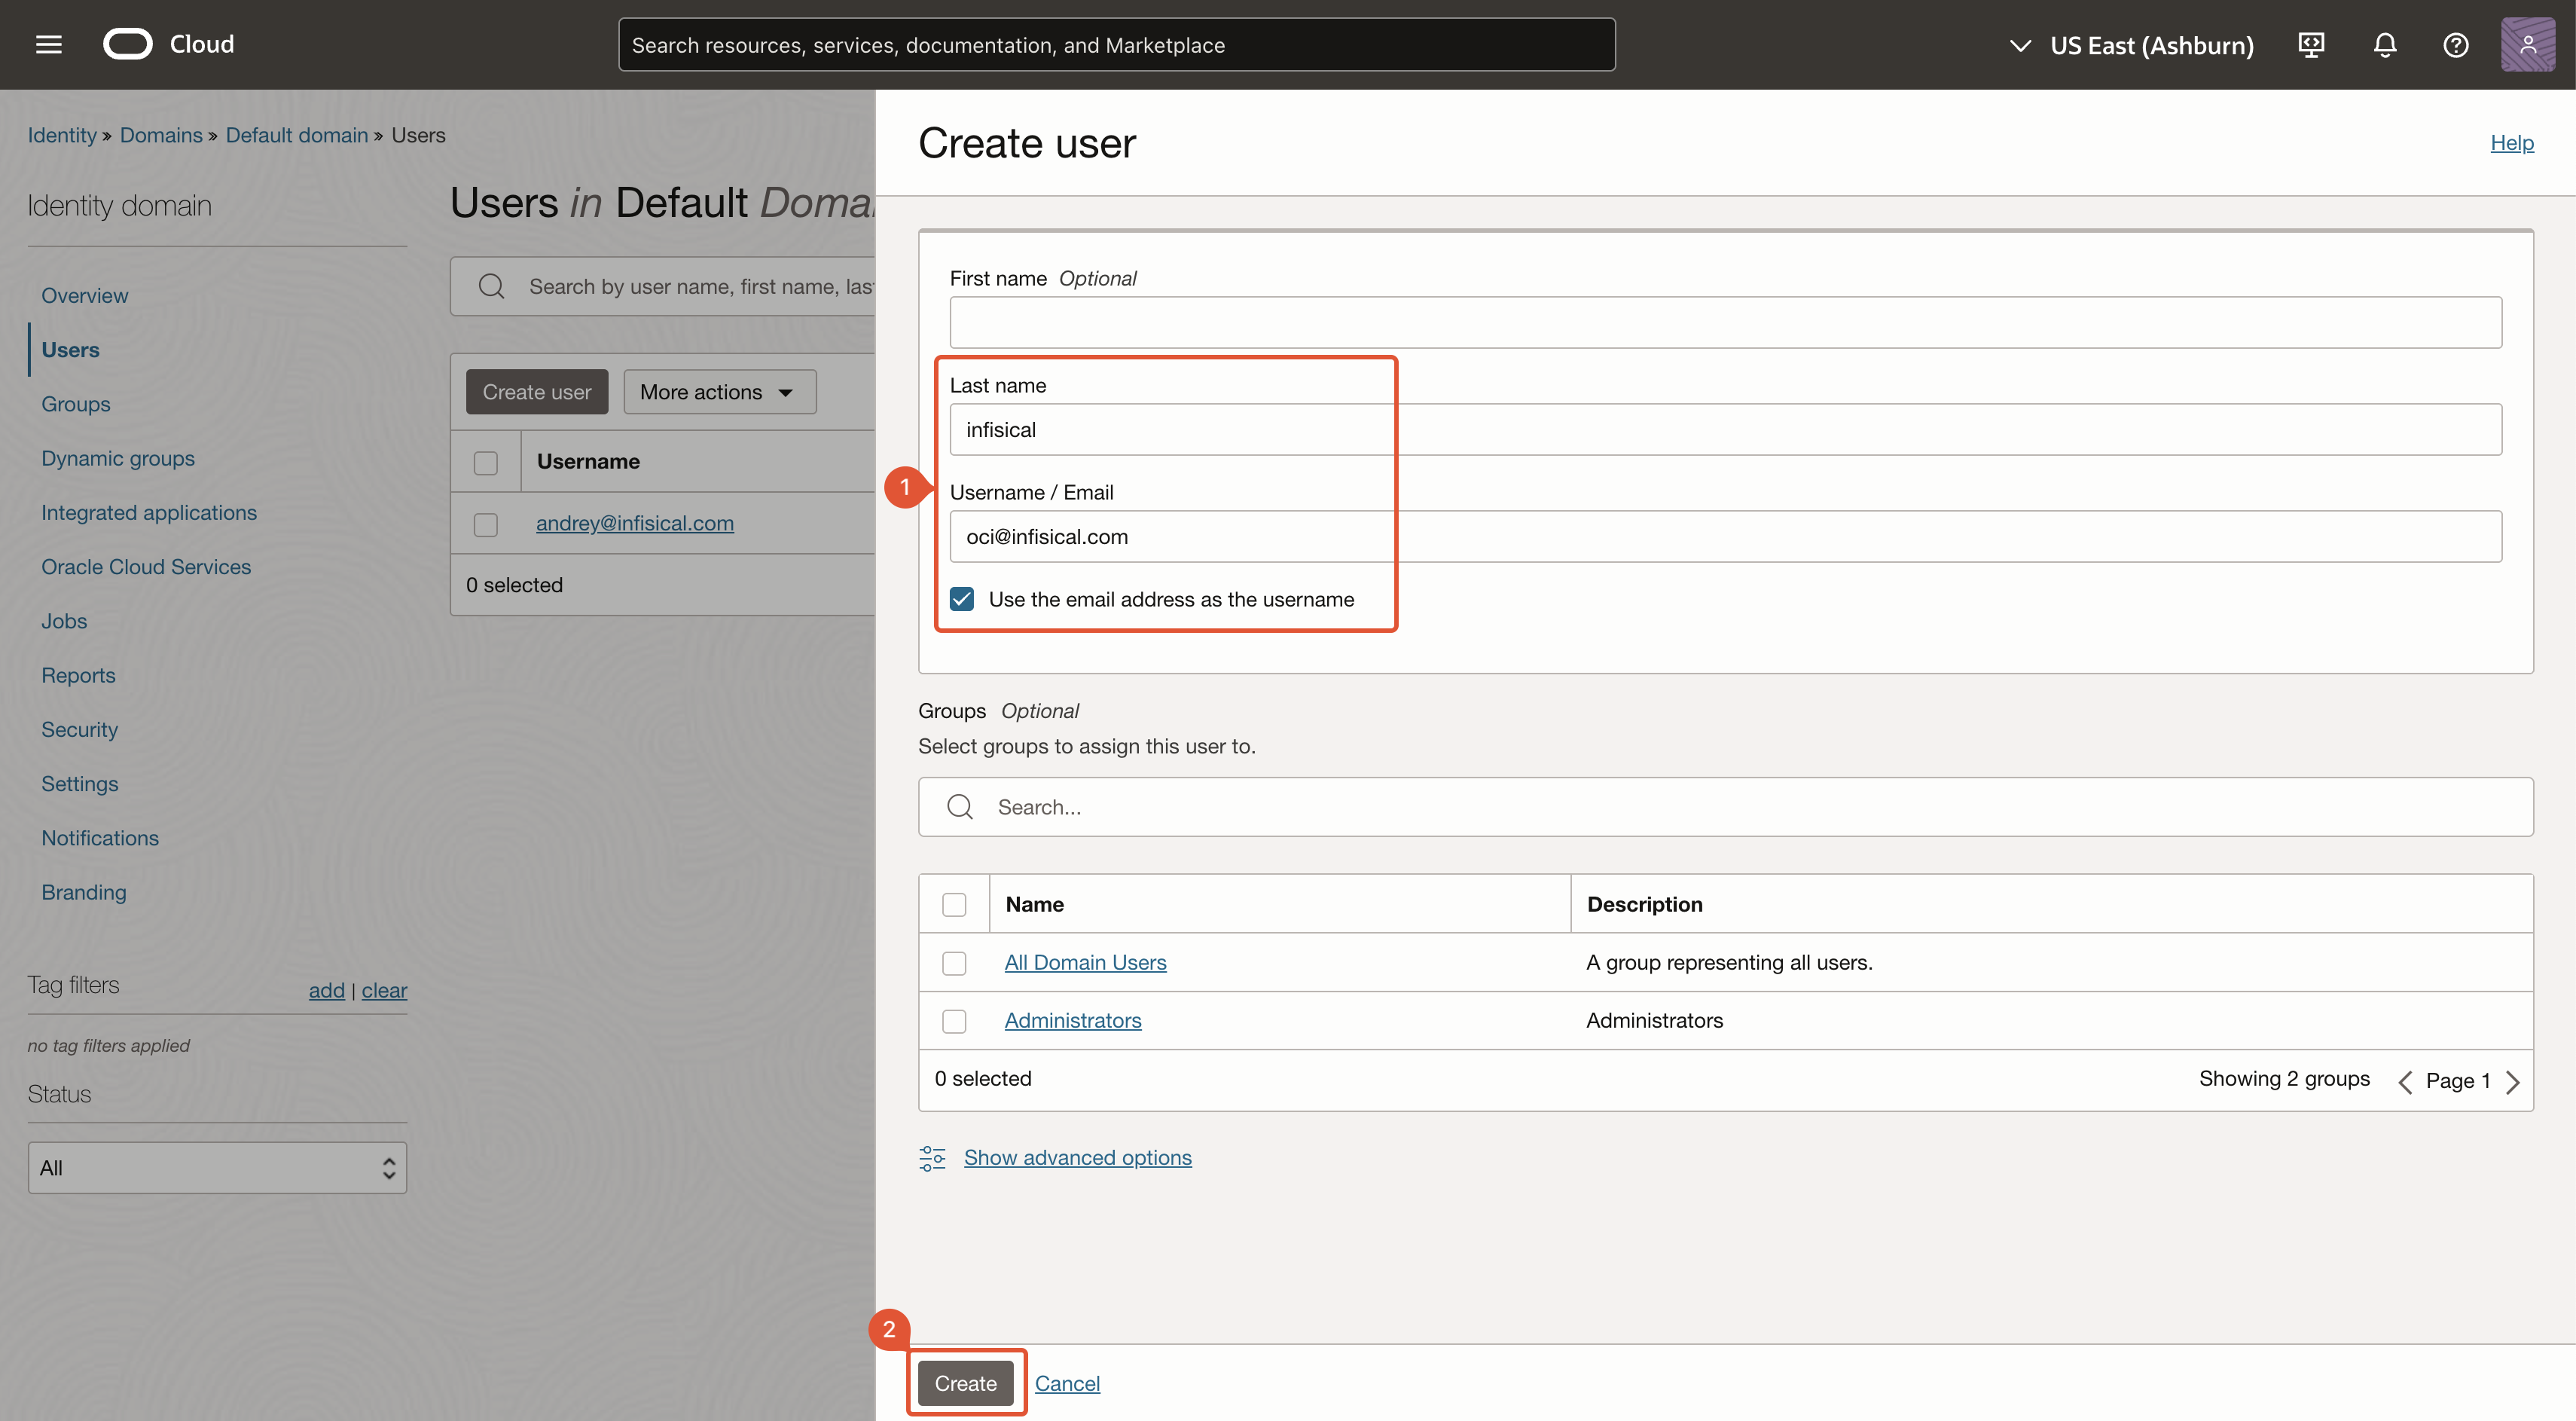 Cloud
Search resources, services, documentation, and Marketplace
US East (Ashburn)
Identity » Domains » Default domain » Users
Identity domain
Overview
Users
Groups
Dynamic groups
Integrated applications
Oracle Cloud Services
Jobs
Reports
Security
Settings
Notifications
Branding
Tag filters
add | clear
no tag filters applied
Status
All
Users in Default Domai
Search by user name, first name, las
Create user
More actions
Username
andrey@infisical.com
0 selected
Create user
Help
First name Optional
Last name
infisical
1
Username / Email
oci@infisical.com
Use the email address as the username
Groups Optional
Select groups to assign this user to.
Search...
Name Description
All Domain Users A group representing all users.
Administrators Administrators
0 selected Showing 2 groups Page 1
Show advanced options
2
Create Cancel